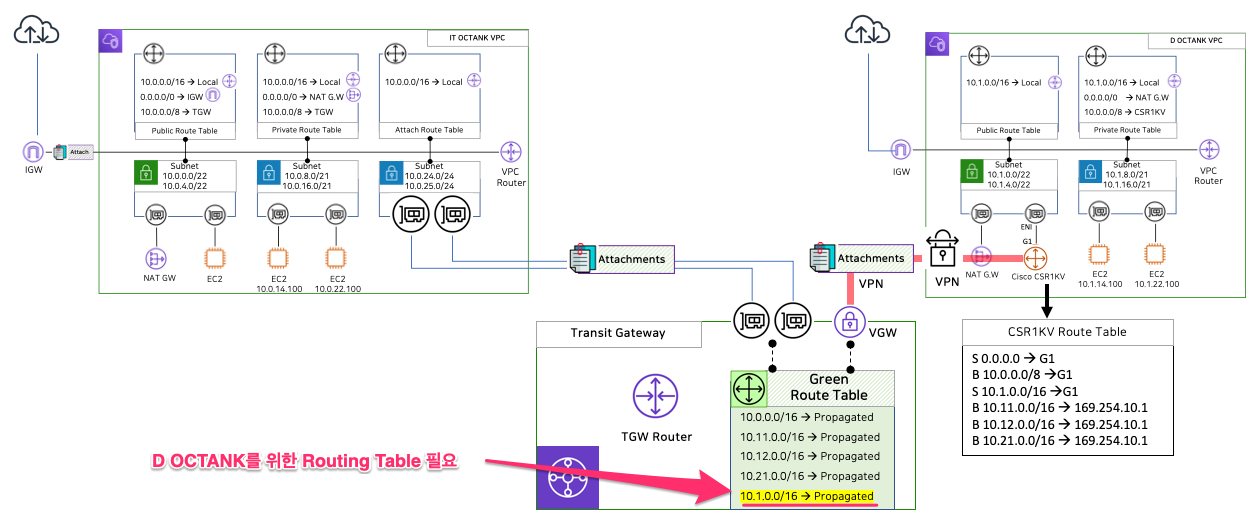 IT OCTANK VPC
10.0.0.0/16 → Local
0.0.0.0/0 → IGW
10.0.0.0/8 → TGW
Public Route Table
10.0.0.0/16 → Local
0.0.0.0/0 → NAT G.W
10.0.0.0/8 → TGW
Private Route Table
10.0.0.0/16 → Local
Attach Route Table
IGW
Attach
Subnet
10.0.0.0/22
10.0.4.0/22
Subnet
10.0.8.0/21
10.0.16.0/21
Subnet
10.0.24.0/24
10.0.25.0/24
VPC
Router
NAT GW
EC2
EC2
10.0.14.100
EC2
10.0.22.100
D OCTANK VPC
10.1.0.0/16 → Local
Public Route Table
10.1.0.0/16 → Local
0.0.0.0/0 → NAT G.W
10.0.0.0/8 → CSR1KV
Private Route Table
IGW
Subnet
10.1.0.0/22
10.1.4.0/22
Subnet
10.1.8.0/21
10.1.16.0/21
VPC
Router
ENI
G1
NAT G.W
Cisco CSR1KV
EC2
10.1.14.100
EC2
10.1.22.100
Attachments
Attachments
VPN
VPN
Transit Gateway
VGW
TGW Router
Green
Route Table
10.0.0.0/16 → Propagated
10.11.0.0/16 → Propagated
10.12.0.0/16 → Propagated
10.21.0.0/16 → Propagated
10.1.0.0/16 → Propagated
D OCTANK를 위한 Routing Table 필요
CSR1KV Route Table
S 0.0.0.0 → G1
B 10.0.0.0/8 →G1
S 10.1.0.0/16 →G1
B 10.11.0.0/16 → 169.254.10.1
B 10.12.0.0/16 → 169.254.10.1
B 10.21.0.0/16 → 169.254.10.1